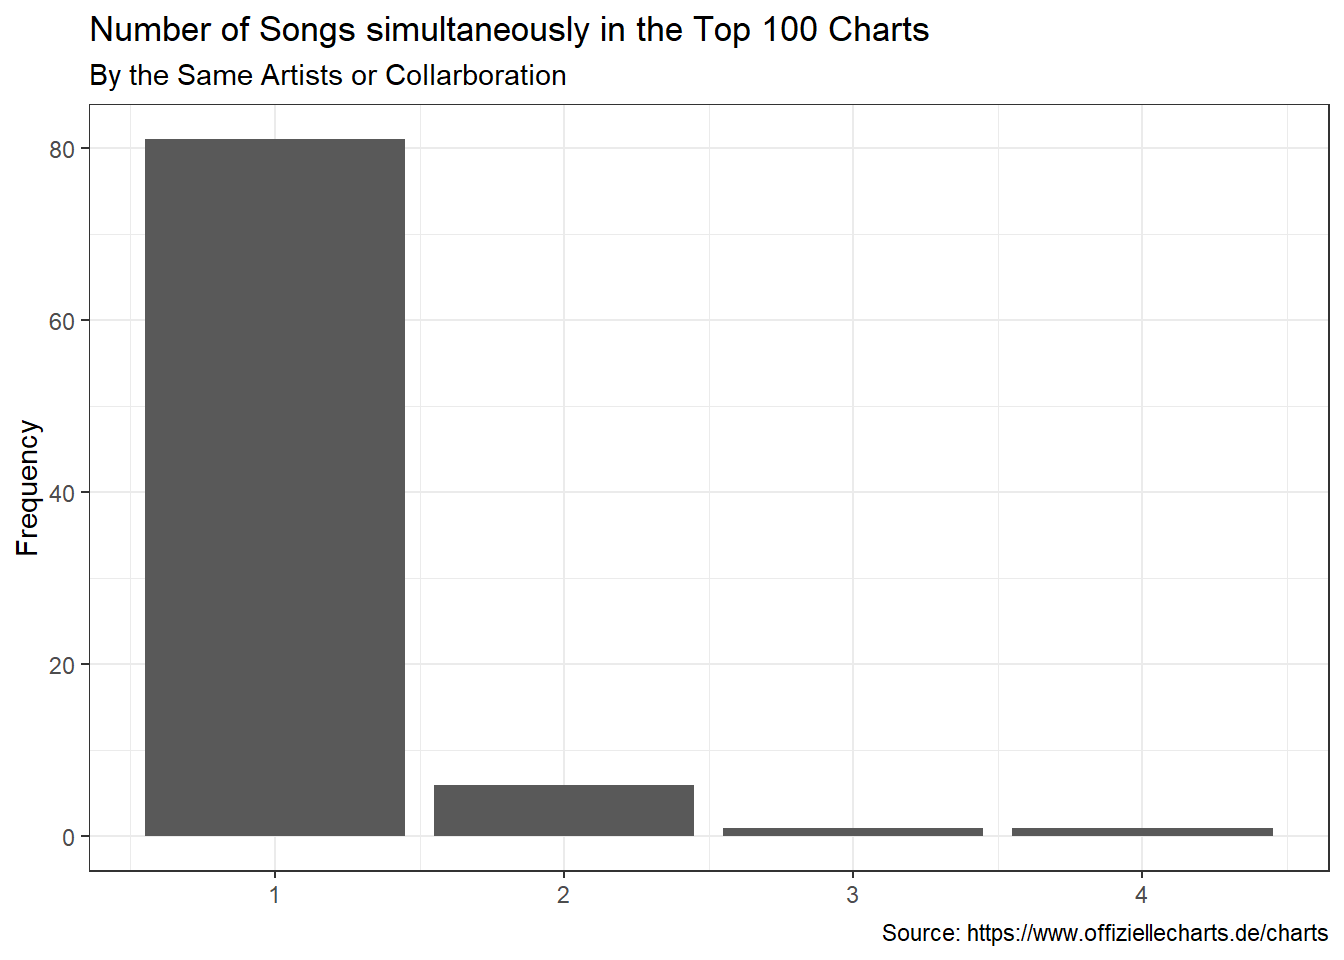 Number of Songs simultaneously in the Top 100 Charts
By the Same Artists or Collarboration
80
60
40
20
0
Frequency
1 2 3 4
Source: https://www.offiziellecharts.de/charts